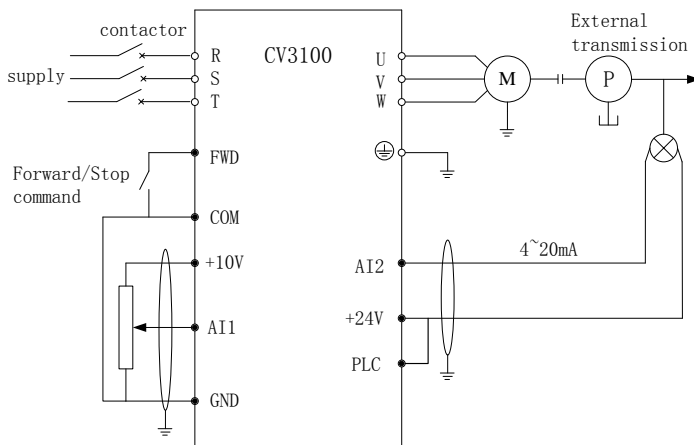 contactor
supply
R
S
T
CV3100
U
V
W
M
P
External
transmission
FWD
Forward/Stop
command
COM
+10V
AI1
GND
AI2
4~20mA
+24V
PLC